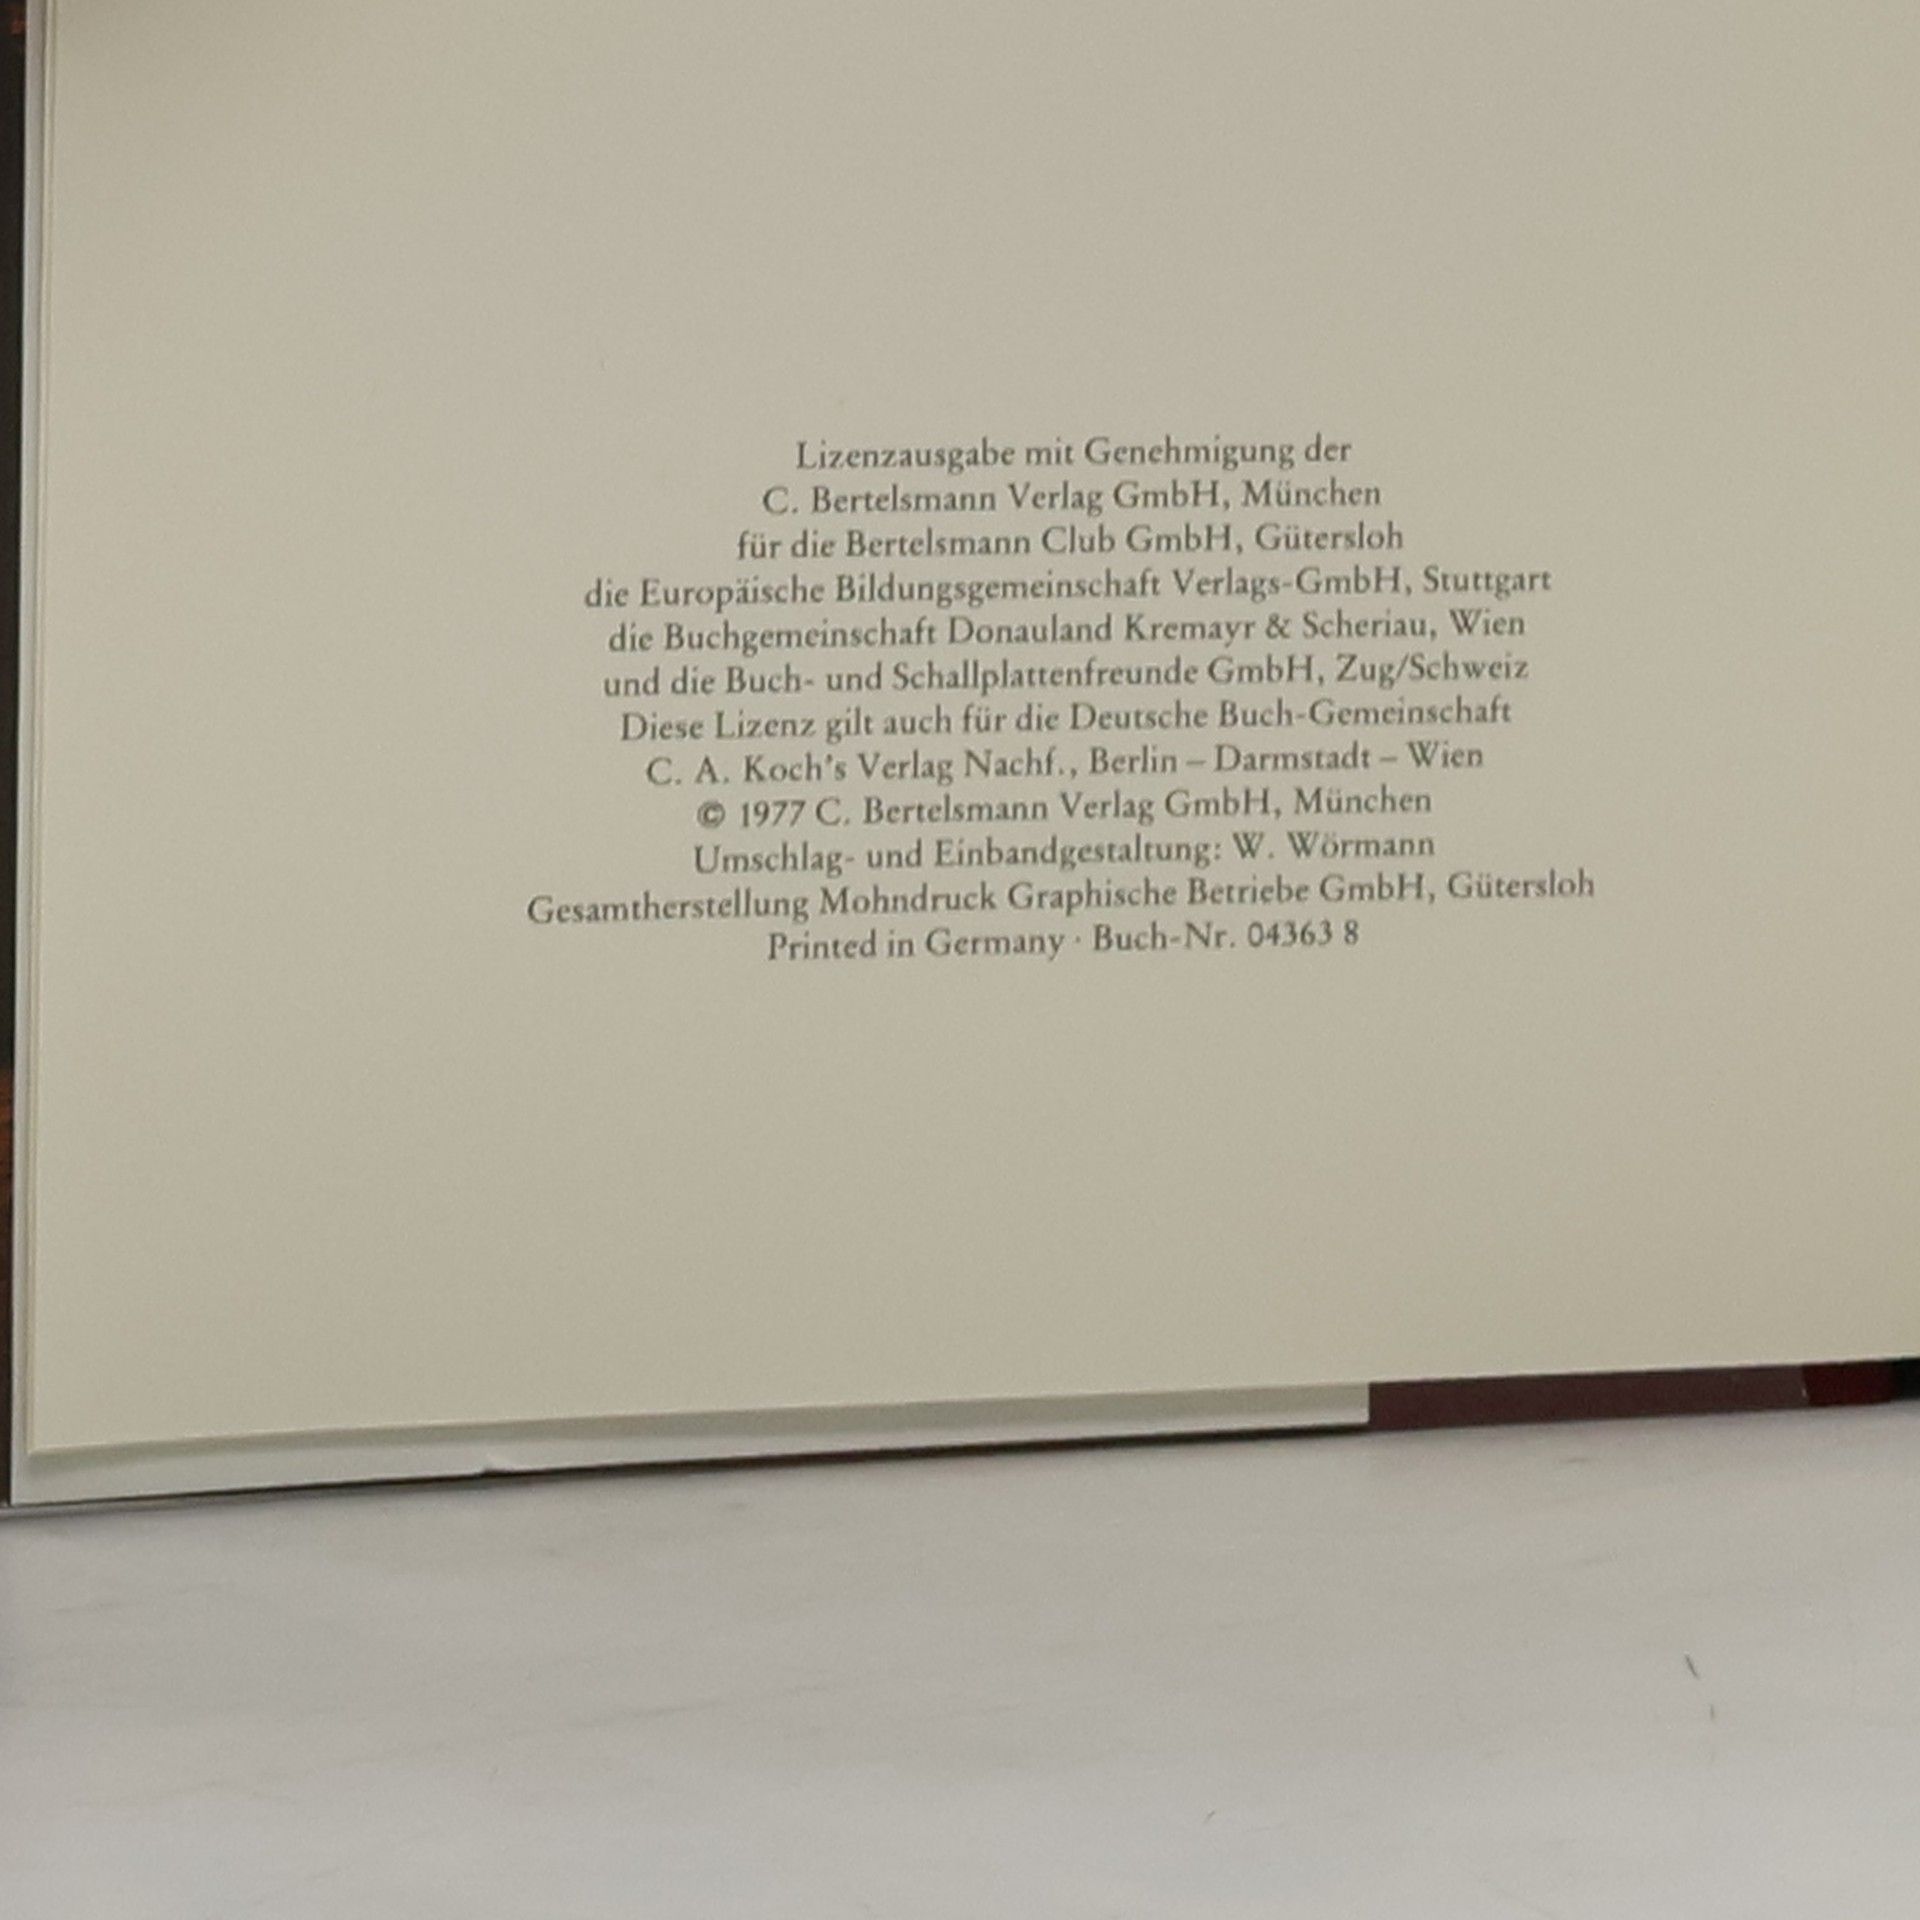 Lizenzausgabe mit Genehmigung der
C. Bertelsmann Verlag GmbH, München
für die Bertelsmann Club GmbH, Gütersloh
die Europäische Bildungsgemeinschaft Verlags-GmbH, Stuttgart
die Buchgemeinschaft Donauland Kremayr & Scheriau, Wien
und die Buch- und Schallplattenfreunde GmbH, Zug/Schweiz
Diese Lizenz gilt auch für die Deutsche Buch-Gemeinschaft
C. A. Koch's Verlag Nachf., Berlin – Darmstadt – Wien
© 1977 C. Bertelsmann Verlag GmbH, München
Umschlag- und Einbandgestaltung: W. Wörmann
Gesamtherstellung Mohndruck Graphische Betriebe GmbH, Gütersloh
Printed in Germany · Buch-Nr. 04363 8